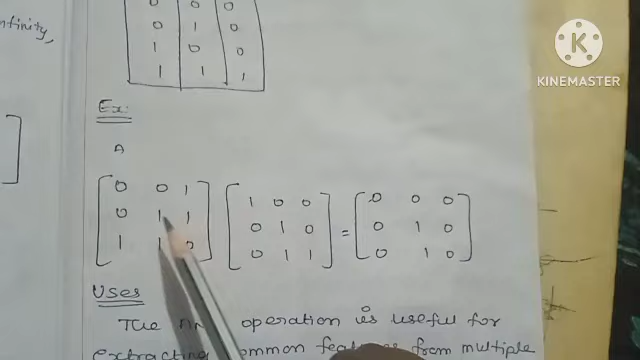 nfinity,
0 0 0
0 1 0
1 0 0
1 1 1
KINEMASTER
Ex:
A
[0 0 1 [1 0 0 [0 0 0
0 1 1 0 1 0 = 0 1 0
1 1 0] 0 1 1] 0 1 0]
Uses
The operation is useful for
extracting common from multiple